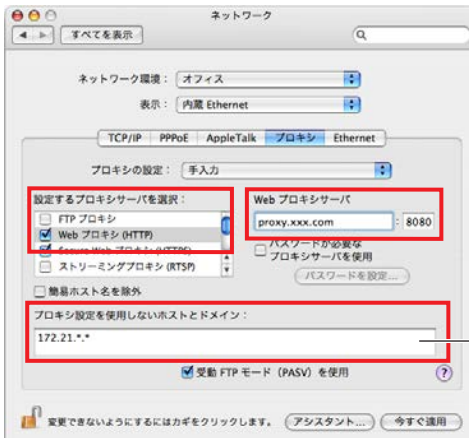 ネットワーク
すべてを表示
ネットワーク環境： オフィス
表示： 内蔵 Ethernet
TCP/IP PPPoE AppleTalk プロキシ Ethernet
プロキシの設定： 手入力
設定するプロキシサーバを選択：
Web プロキシサーバ
FTP プロキシ
Web プロキシ (HTTP)
proxy.xxx.com : 8080
Secure Web プロキシ (HTTPS)
ストリーミングプロキシ (RTSP)
パスワードが必要な
プロキシサーバを使用
パスワードを設定...
簡易ホスト名を除外
プロキシ設定を使用しないホストとドメイン：
172.21.*.*
受動 FTP モード（PASV）を使用
?
変更できないようにするにはカギをクリックします。
アシスタント...
今すぐ適用